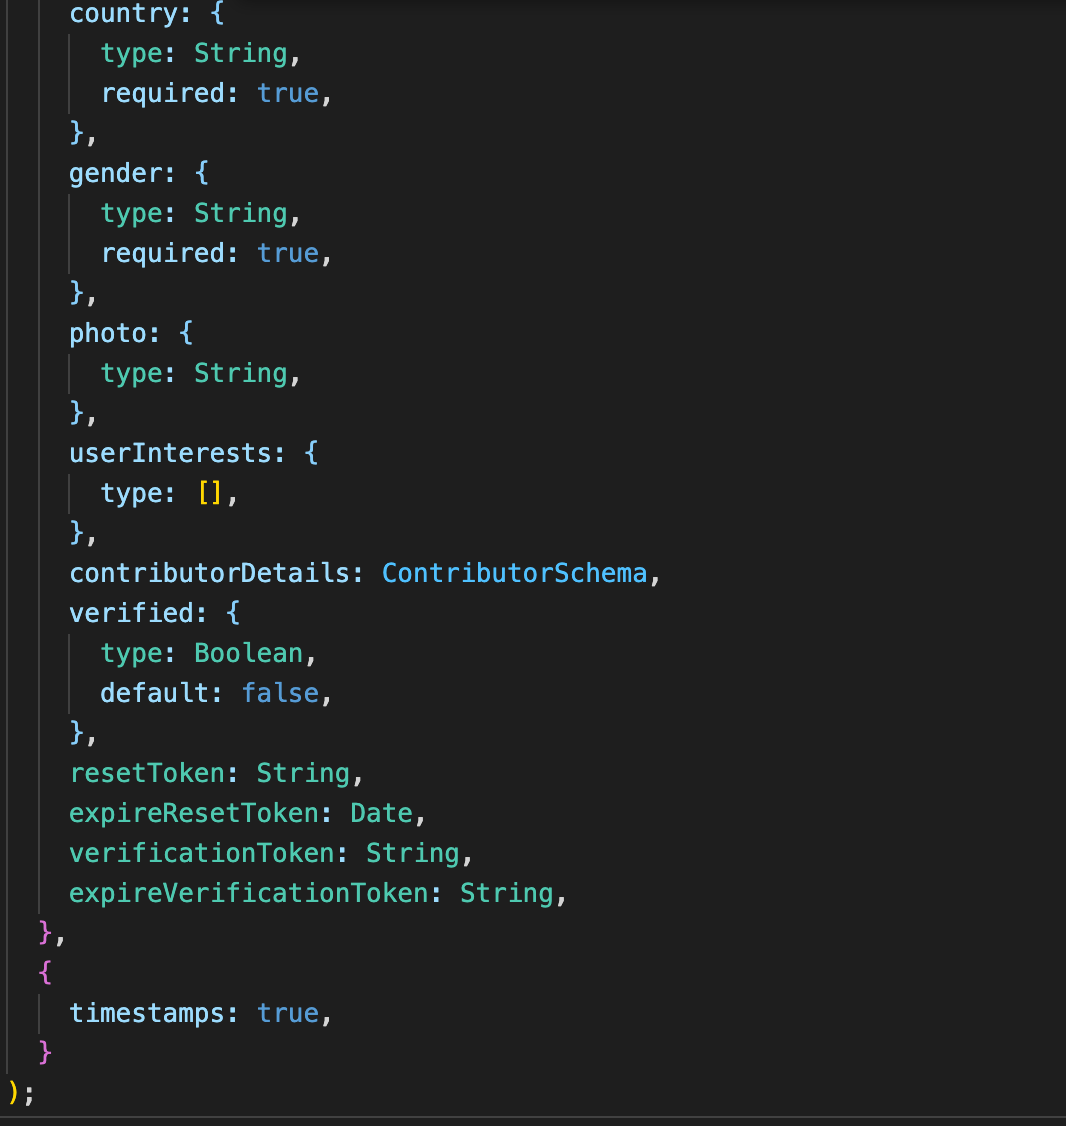 country: {
type: String,
required: true,
},
gender: {
type: String,
required: true,
},
photo: {
type: String,
},
userInterests: {
type: [],
},
contributorDetails: ContributorSchema,
verified: {
type: Boolean,
default: false,
},
resetToken: String,
expireResetToken: Date,
verificationToken: String,
expireVerificationToken: String,
},
{
timestamps: true,
}
);